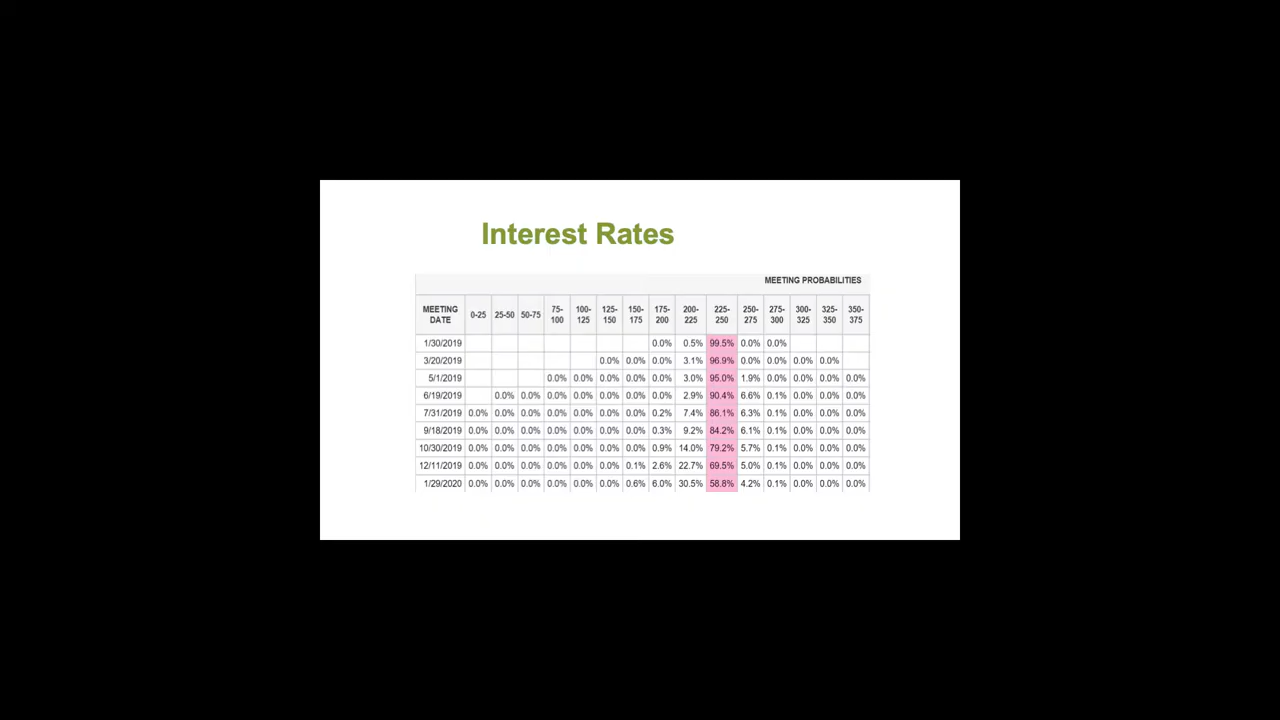 Interest Rates
MEETING PROBABILITIES
MEETING DATE 0-25 25-50 50-75 75-100 100-125 125-150 150-175 175-200 200-225 225-250 250-275 275-300 300-325 325-350 350-375
1/30/2019 0.0% 0.5% 99.5% 0.0% 0.0%
3/20/2019 0.0% 0.0% 0.0% 3.1% 96.9% 0.0% 0.0% 0.0% 0.0%
5/1/2019 0.0% 0.0% 0.0% 0.0% 0.0% 3.0% 95.0% 1.9% 0.0% 0.0% 0.0% 0.0%
6/19/2019 0.0% 0.0% 0.0% 0.0% 0.0% 0.0% 0.0% 2.9% 90.4% 6.6% 0.1% 0.0% 0.0% 0.0%
7/31/2019 0.0% 0.0% 0.0% 0.0% 0.0% 0.0% 0.0% 0.2% 7.4% 86.1% 6.3% 0.1% 0.0% 0.0% 0.0%
9/18/2019 0.0% 0.0% 0.0% 0.0% 0.0% 0.0% 0.0% 0.3% 9.2% 84.2% 6.1% 0.1% 0.0% 0.0% 0.0%
10/30/2019 0.0% 0.0% 0.0% 0.0% 0.0% 0.0% 0.0% 0.9% 14.0% 79.2% 5.7% 0.1% 0.0% 0.0% 0.0%
12/11/2019 0.0% 0.0% 0.0% 0.0% 0.0% 0.0% 0.1% 2.6% 22.7% 69.5% 5.0% 0.1% 0.0% 0.0% 0.0%
1/29/2020 0.0% 0.0% 0.0% 0.0% 0.0% 0.0% 0.6% 6.0% 30.5% 58.8% 4.2% 0.1% 0.0% 0.0% 0.0%